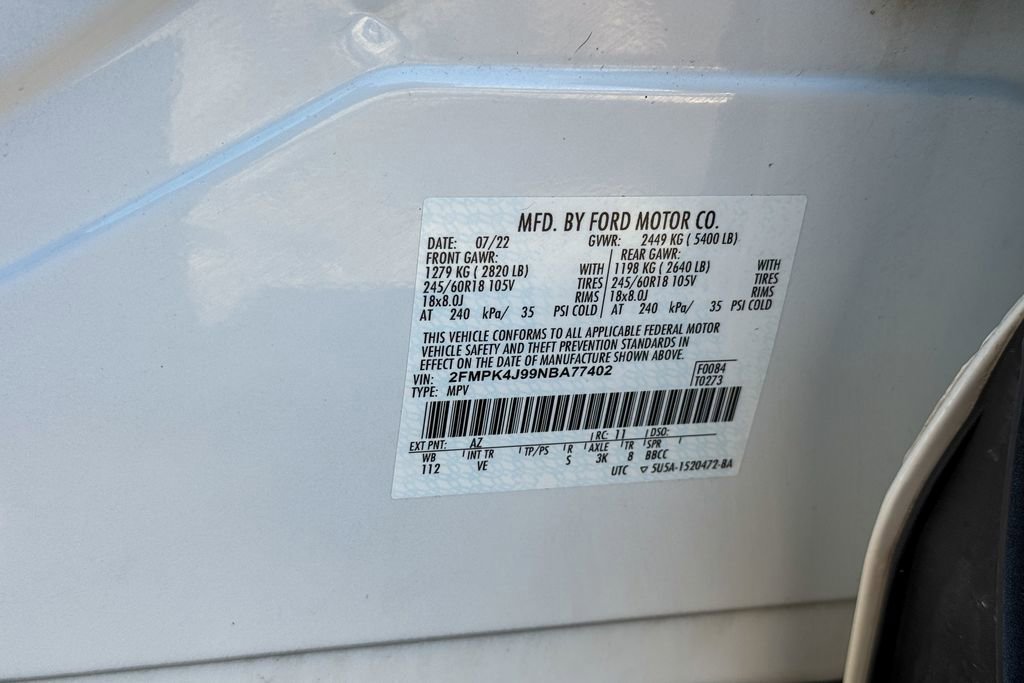 MFD. BY FORD MOTOR CO.
DATE: 07/22 GVWR: 2449 KG ( 5400 LB)
FRONT GAWR: REAR GAWR:
1279 KG ( 2820 LB) WITH 1198 KG ( 2640 LB) WITH
245/60R18 105V TIRES 245/60R18 105V TIRES
18x8.0J RIMS 18x8.0J RIMS
AT 240 kPa/ 35 PSI COLD AT 240 kPa/ 35 PSI COLD
THIS VEHICLE CONFORMS TO ALL APPLICABLE FEDERAL MOTOR
VEHICLE SAFETY AND THEFT PREVENTION STANDARDS IN
EFFECT ON THE DATE OF MANUFACTURE SHOWN ABOVE.
VIN: 2FMPK4J99NBA77402 F0084
TYPE: MPV T0273
EXT PNT: AZ RC: 11 DSO:
WB INT TR TP/PS R AXLE TR SPR
112 VE S 3K 8 BBCC
UTC ▽ 5U5A-1520472-BA